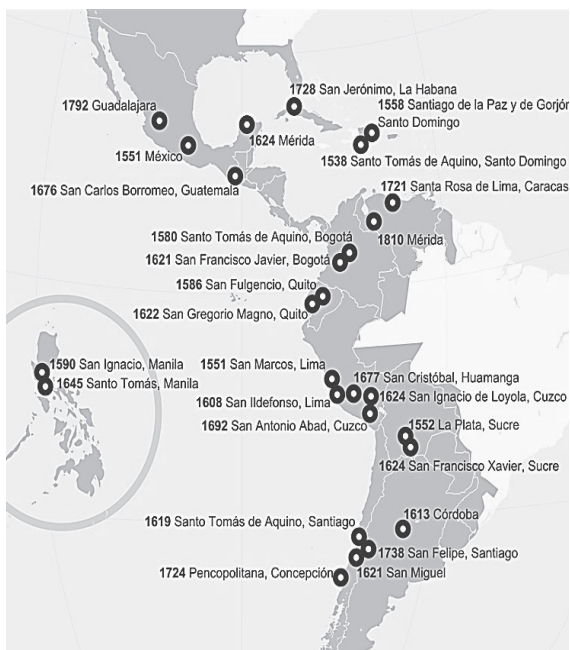 1728 San Jerónimo, La Habana
1792 Guadalajara
1558 Santiago de la Paz y de Gorjón
Santo Domingo
1624 Mérida
1551 México
1538 Santo Tomás de Aquino, Santo Domingo
1676 San Carlos Borromeo, Guatemala
1721 Santa Rosa de Lima, Caracas
1580 Santo Tomás de Aquino, Bogotá
1810 Mérida
1621 San Francisco Javier, Bogotá
1586 San Fulgencio, Quito
1622 San Gregorio Magno, Quito
1590 San Ignacio, Manila
1645 Santo Tomás, Manila
1551 San Marcos, Lima
1677 San Cristóbal, Huamanga
1608 San Ildefonso, Lima
1624 San Ignacio de Loyola, Cuzco
1692 San Antonio Abad, Cuzco
1552 La Plata, Sucre
1624 San Francisco Xavier, Sucre
1613 Córdoba
1619 Santo Tomás de Aquino, Santiago
1738 San Felipe, Santiago
1724 Pencopolitana, Concepción
1621 San Miguel